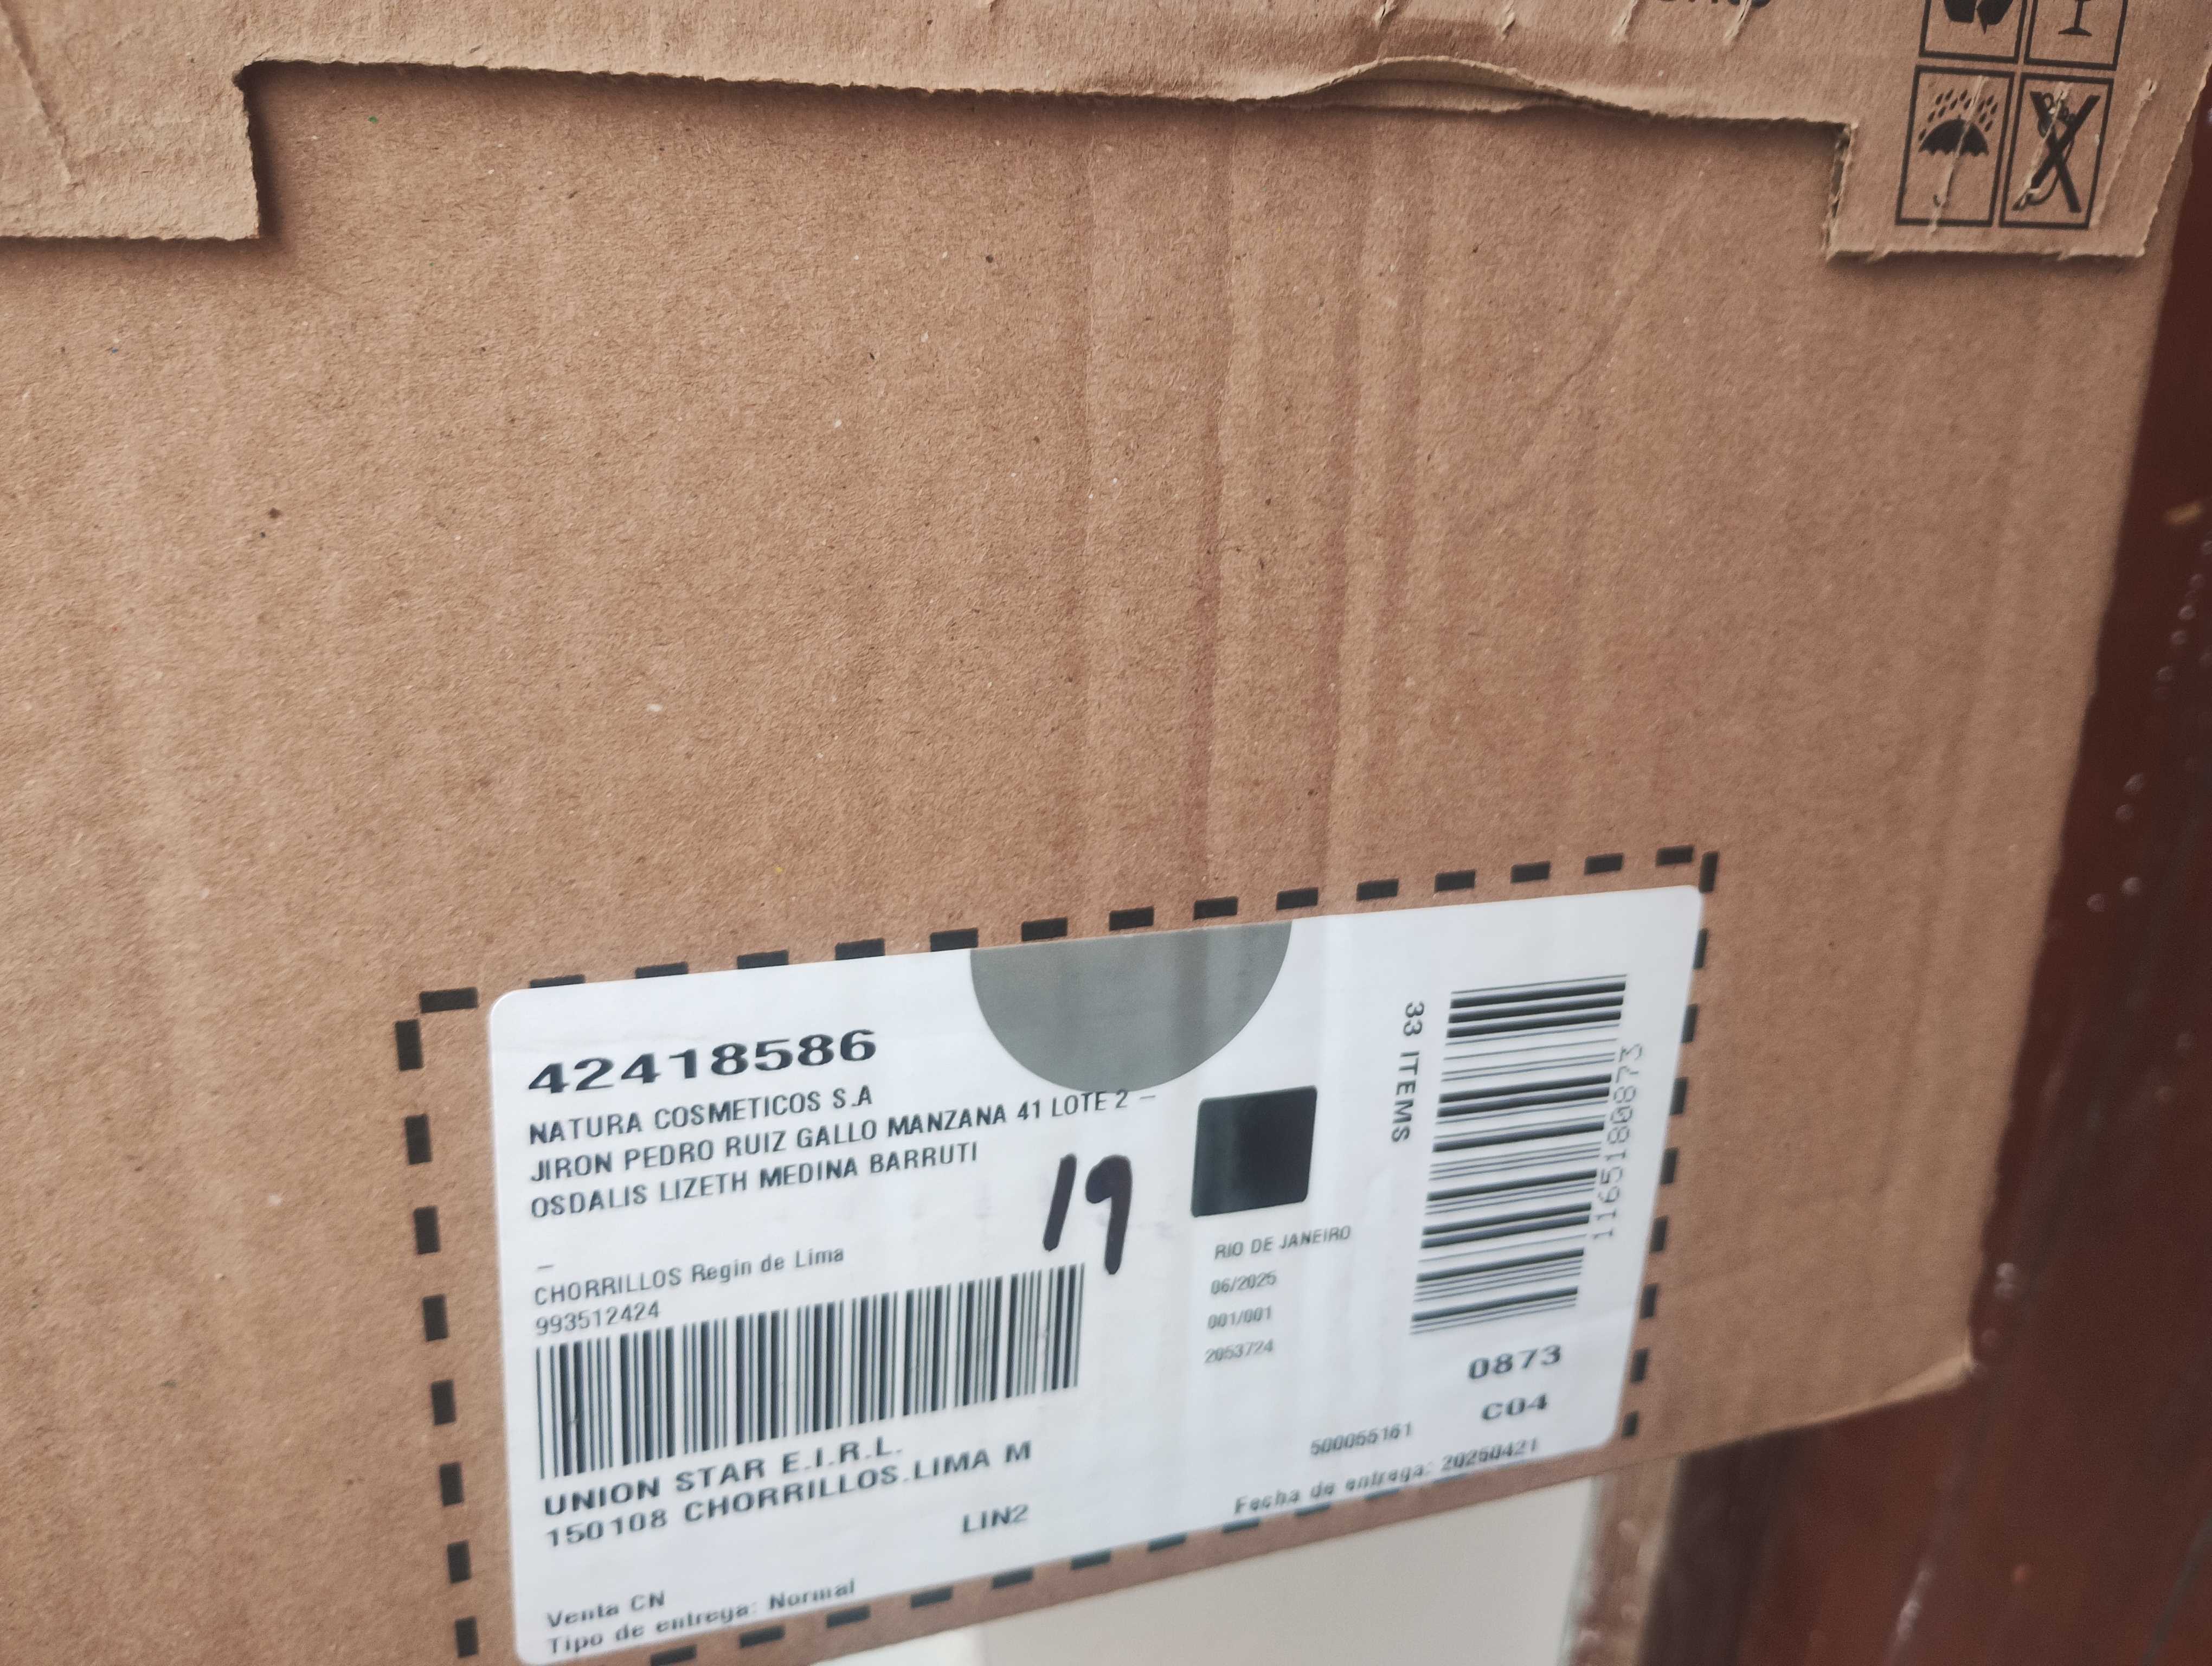 42418586
NATURA COSMETICOS S.A
JIRON PEDRO RUIZ GALLO MANZANA 41 LOTE 2 -
OSDALIS LIZETH MEDINA BARRUTI
-
CHORRILLOS Regin de Lima
993512424
19
UNION STAR E.I.R.L.
150108 CHORRILLOS.LIMA M
LIN2
Venta CN
Tipo de entrega: Normal
RIO DE JANEIRO
06/2025
001/001
2053724
33 ITEMS
116518080873
0873
C04
500055161
Fecha de entrega: 20250421